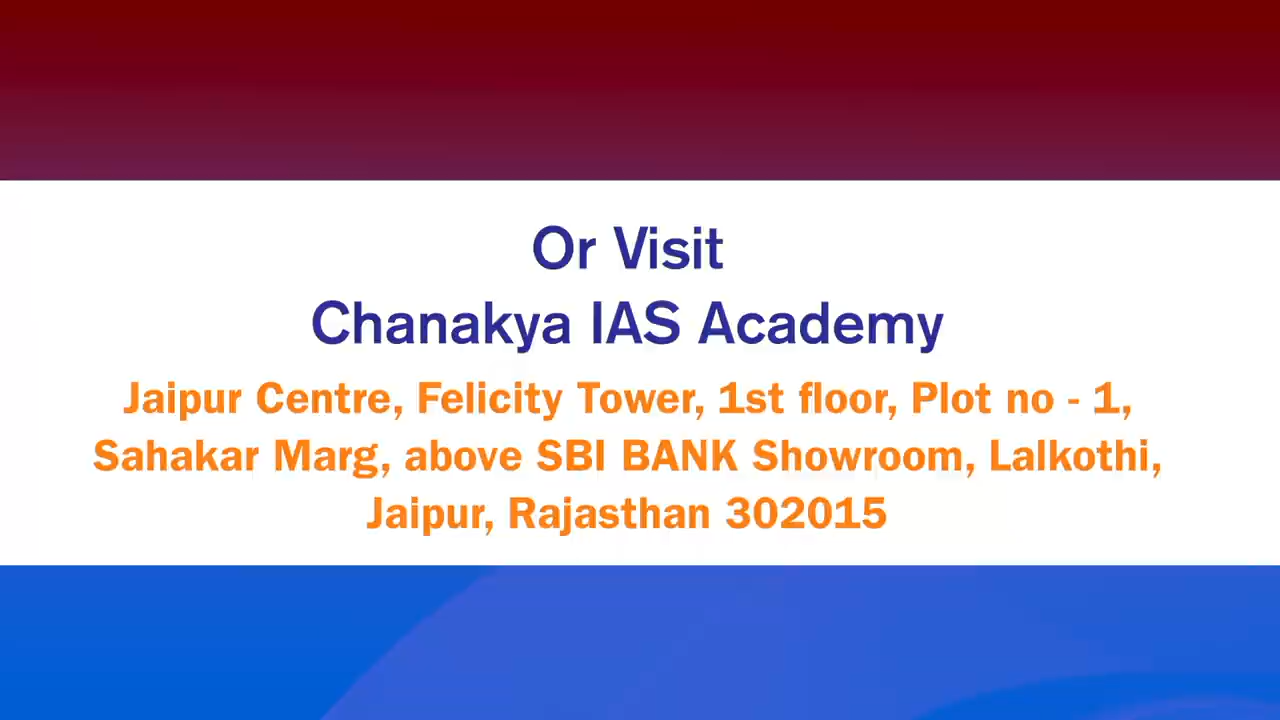 Or Visit
Chanakya IAS Academy
Jaipur Centre, Felicity Tower, 1st floor, Plot no - 1,
Sahakar Marg, above SBI BANK Showroom, Lalkothi,
Jaipur, Rajasthan 302015